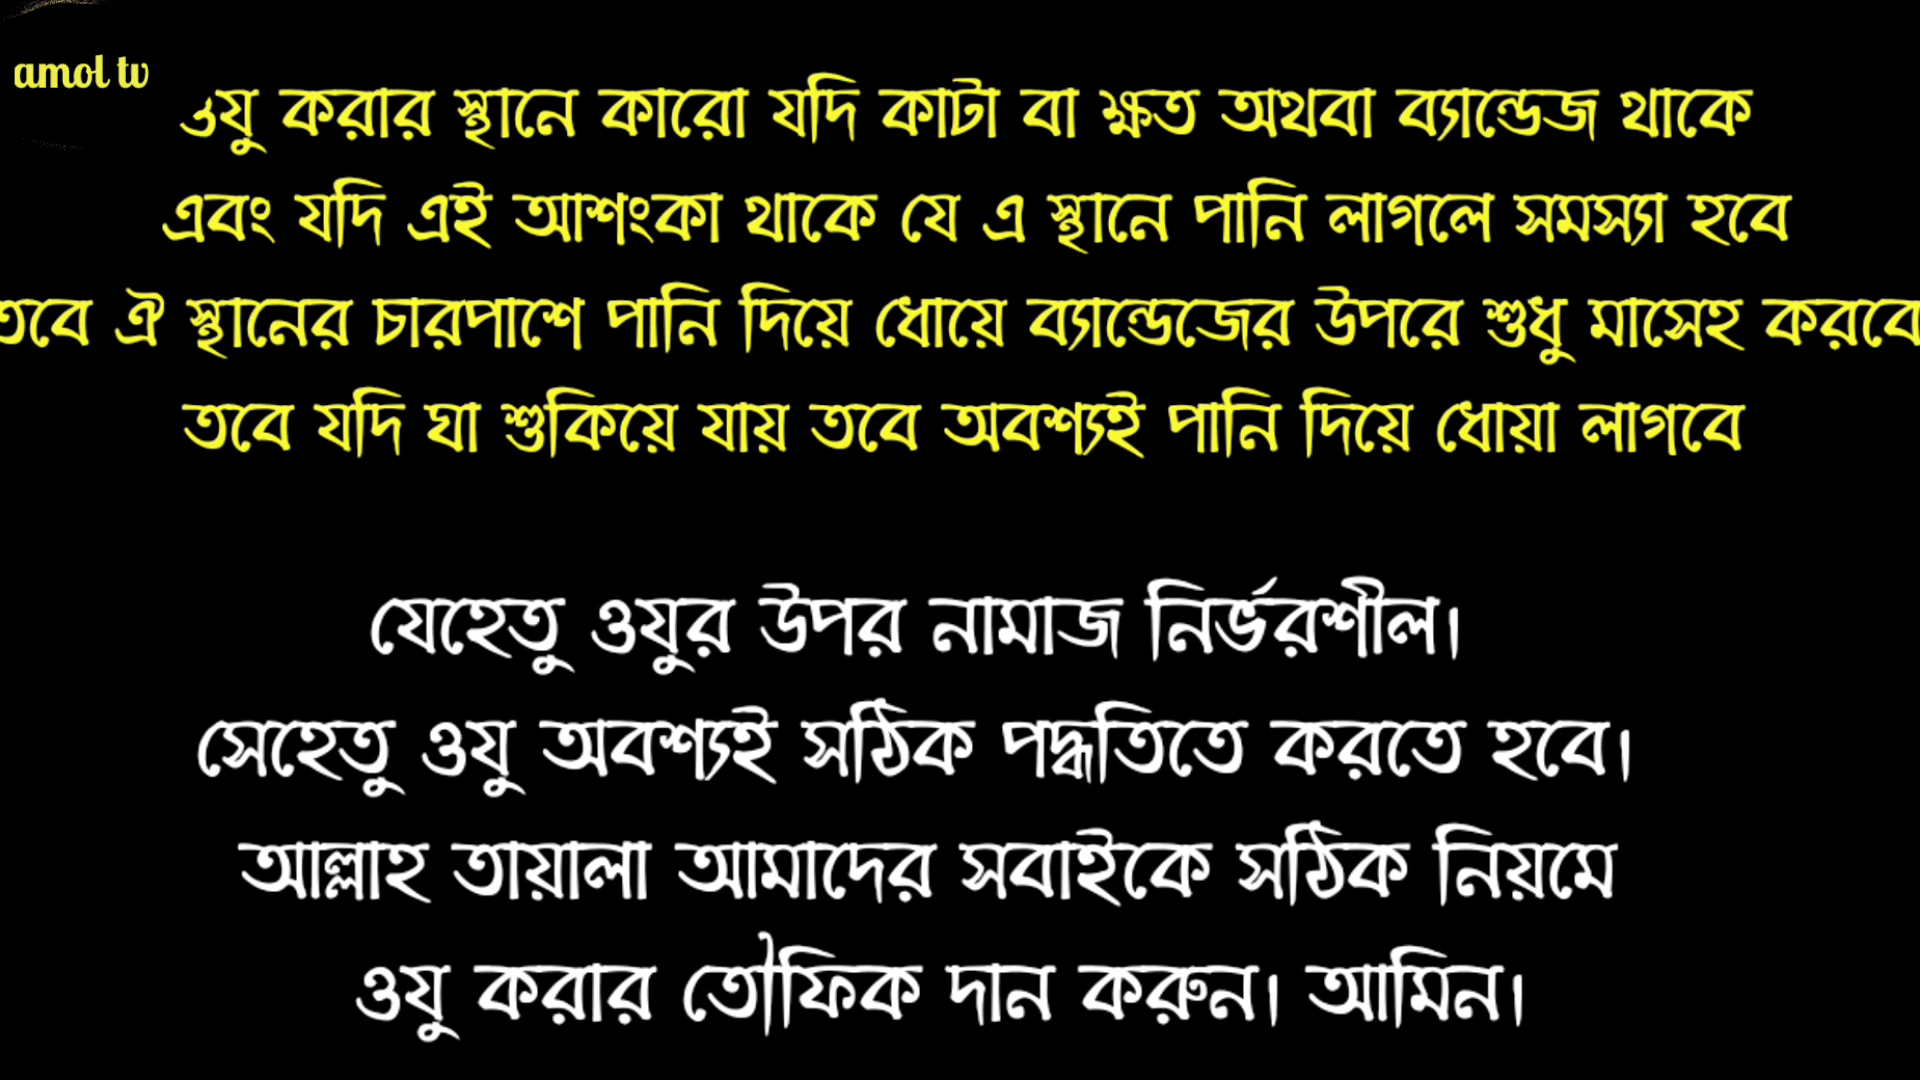 amol tv
ওযু করার স্থানে কারো যদি কাটা বা ক্ষত অথবা ব্যান্ডেজ থাকে
এবং যদি এই আশংকা থাকে যে এ স্থানে পানি লাগলে সমস্যা হবে
তবে ঐ স্থানের চারপাশে পানি দিয়ে ধোয়ে ব্যান্ডেজের উপরে শুধু মাসেহ করবে
তবে যদি ঘা শুকিয়ে যায় তবে অবশ্যই পানি দিয়ে ধোয়া লাগবে
যেহেতু ওযুর উপর নামাজ নির্ভরশীল।
সেহেতু ওযু অবশ্যই সঠিক পদ্ধতিতে করতে হবে।
আল্লাহ তায়ালা আমাদের সবাইকে সঠিক নিয়মে
ওযু করার তৌফিক দান করুন। আমিন।